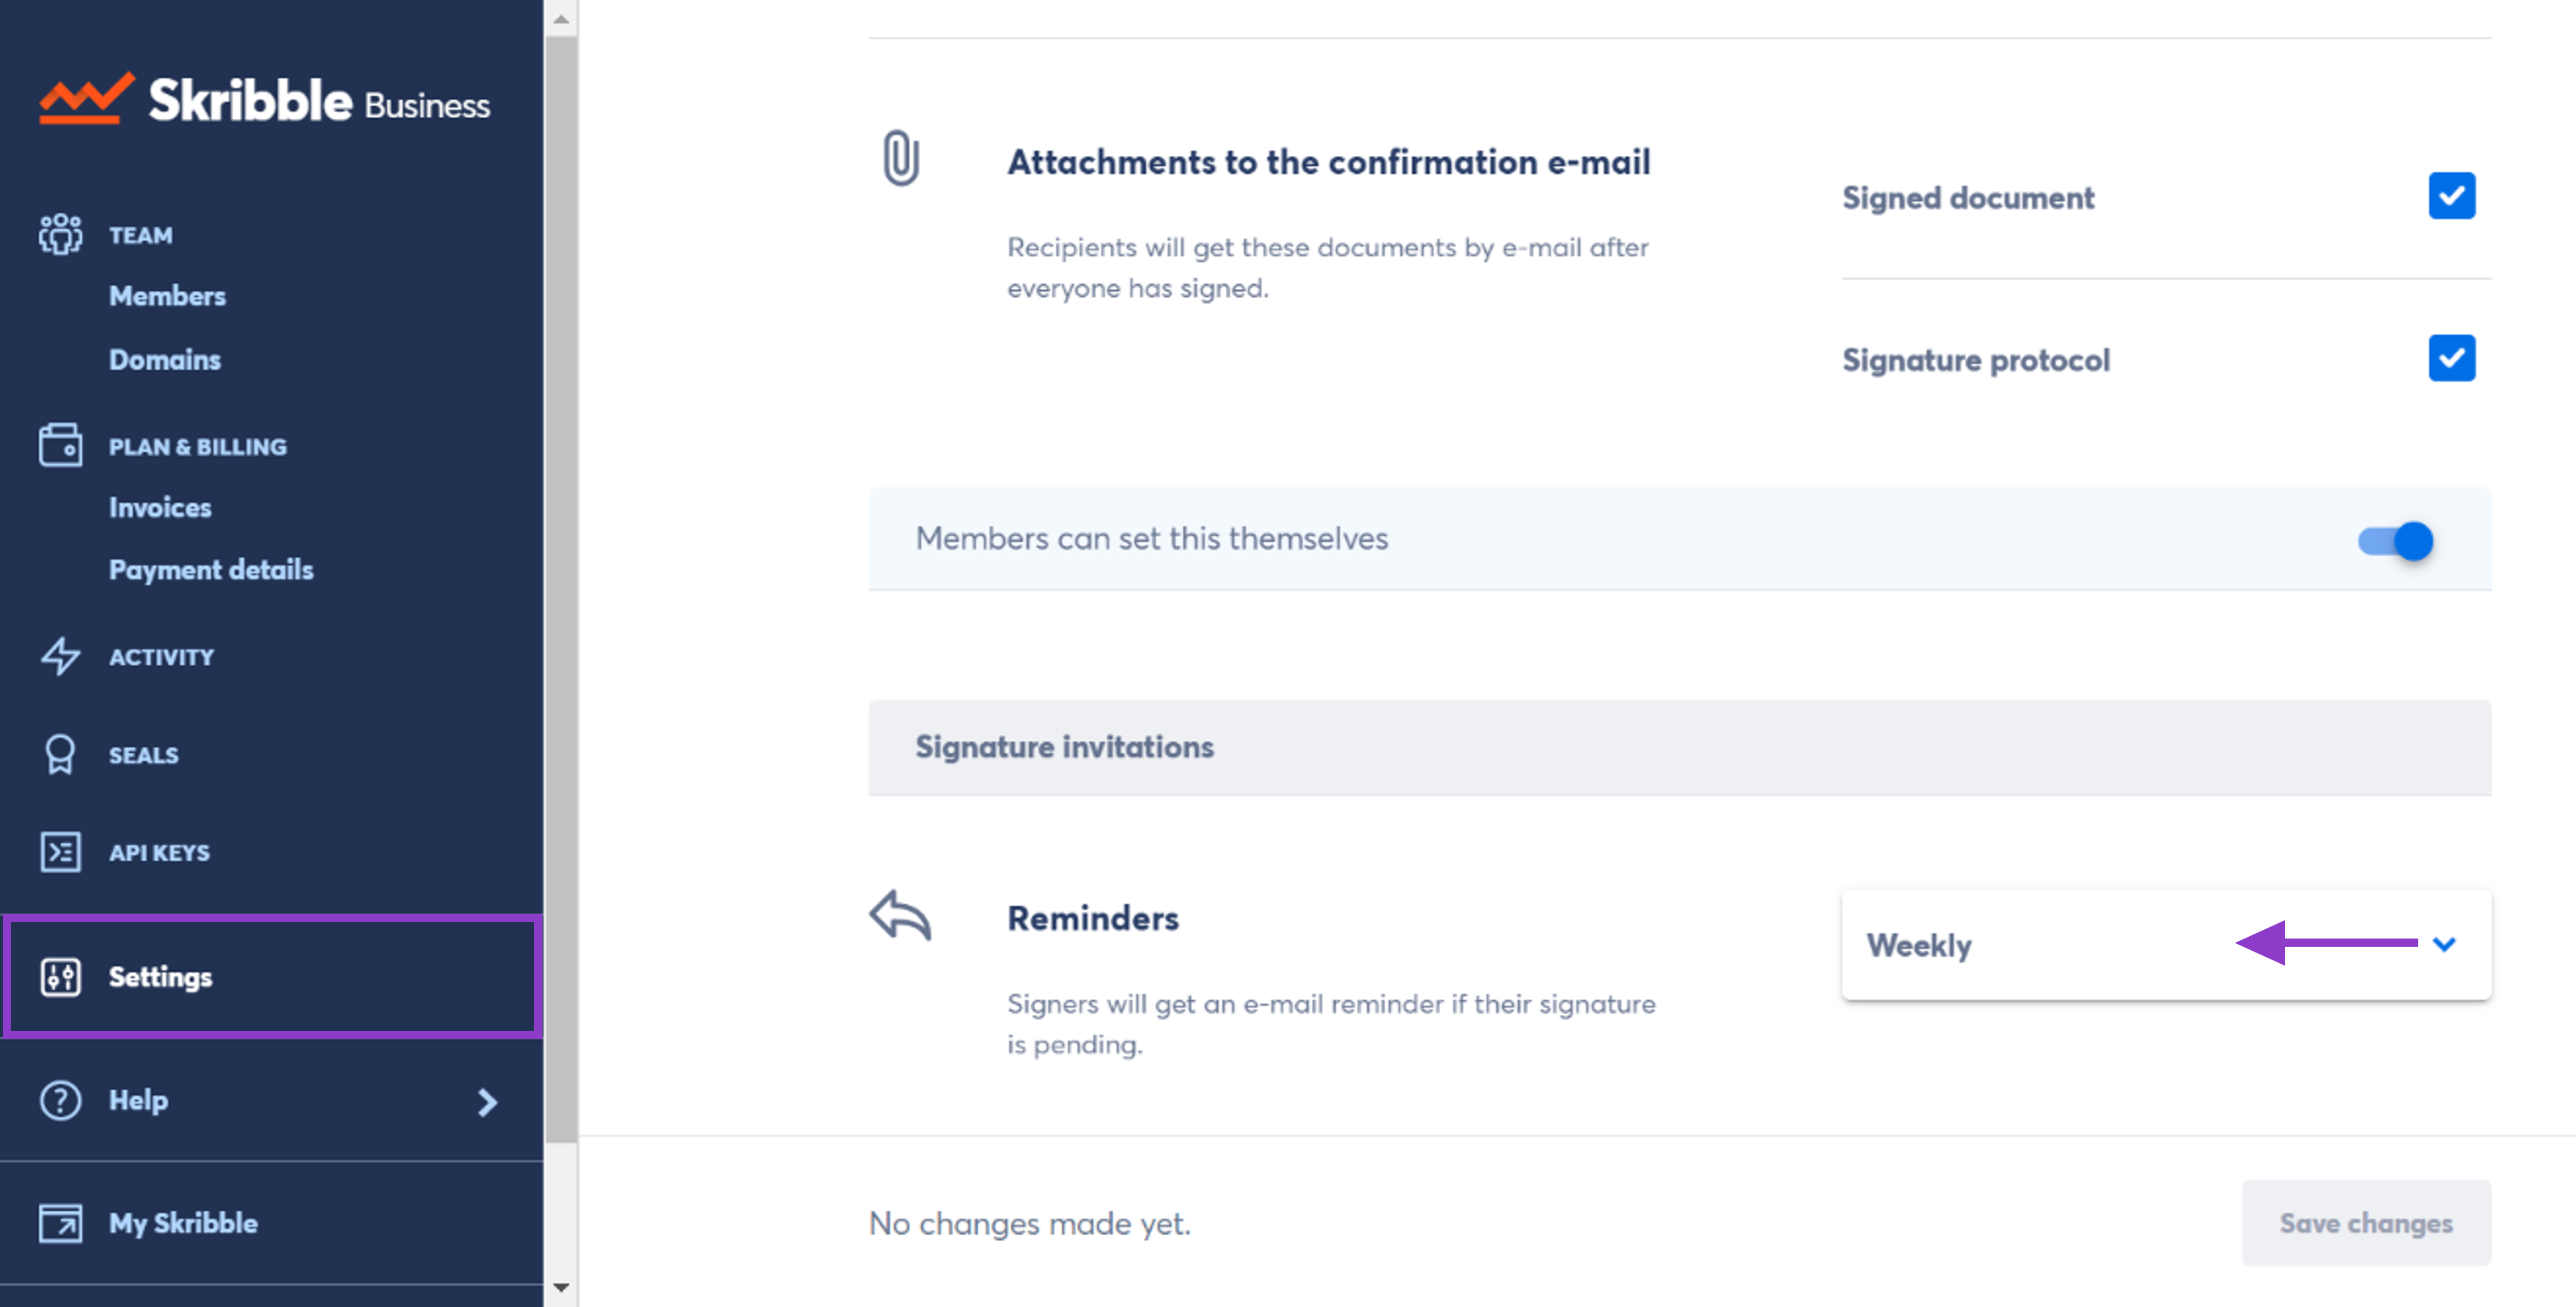 Skribble Business
TEAM
Members
Domains
PLAN & BILLING
Invoices
Payment details
ACTIVITY
SEALS
API KEYS
Settings
Help
My Skribble
Attachments to the confirmation e-mail
Recipients will get these documents by e-mail after
everyone has signed.
Signed document
Signature protocol
Members can set this themselves
Signature invitations
Reminders
Signers will get an e-mail reminder if their signature
is pending.
Weekly
No changes made yet.
Save changes